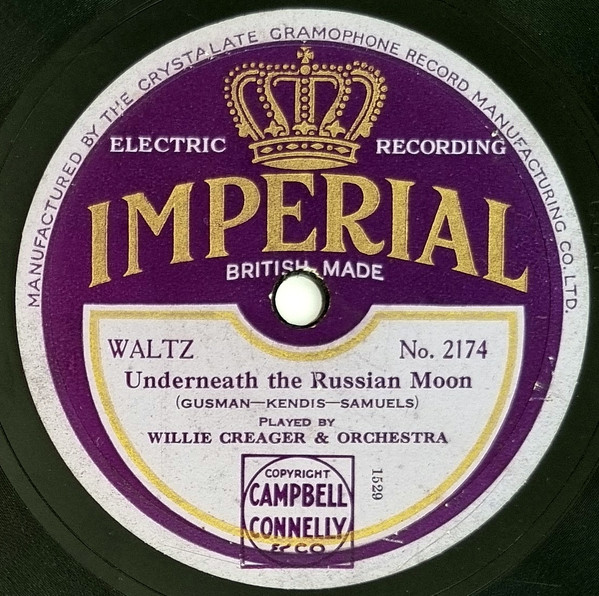 MANUFACTURED BY THE CRYSTALATE GRAMOPHONE RECORD MANUFACTURING CO. LTD.
ELECTRIC RECORDING
IMPERIAL
BRITISH MADE
WALTZ No. 2174
Underneath the Russian Moon
(GUSMAN—KENDIS—SAMUELS)
PLAYED BY
WILLIE CREAGER & ORCHESTRA
COPYRIGHT
CAMPBELL
CONNELLY
& CO
1529